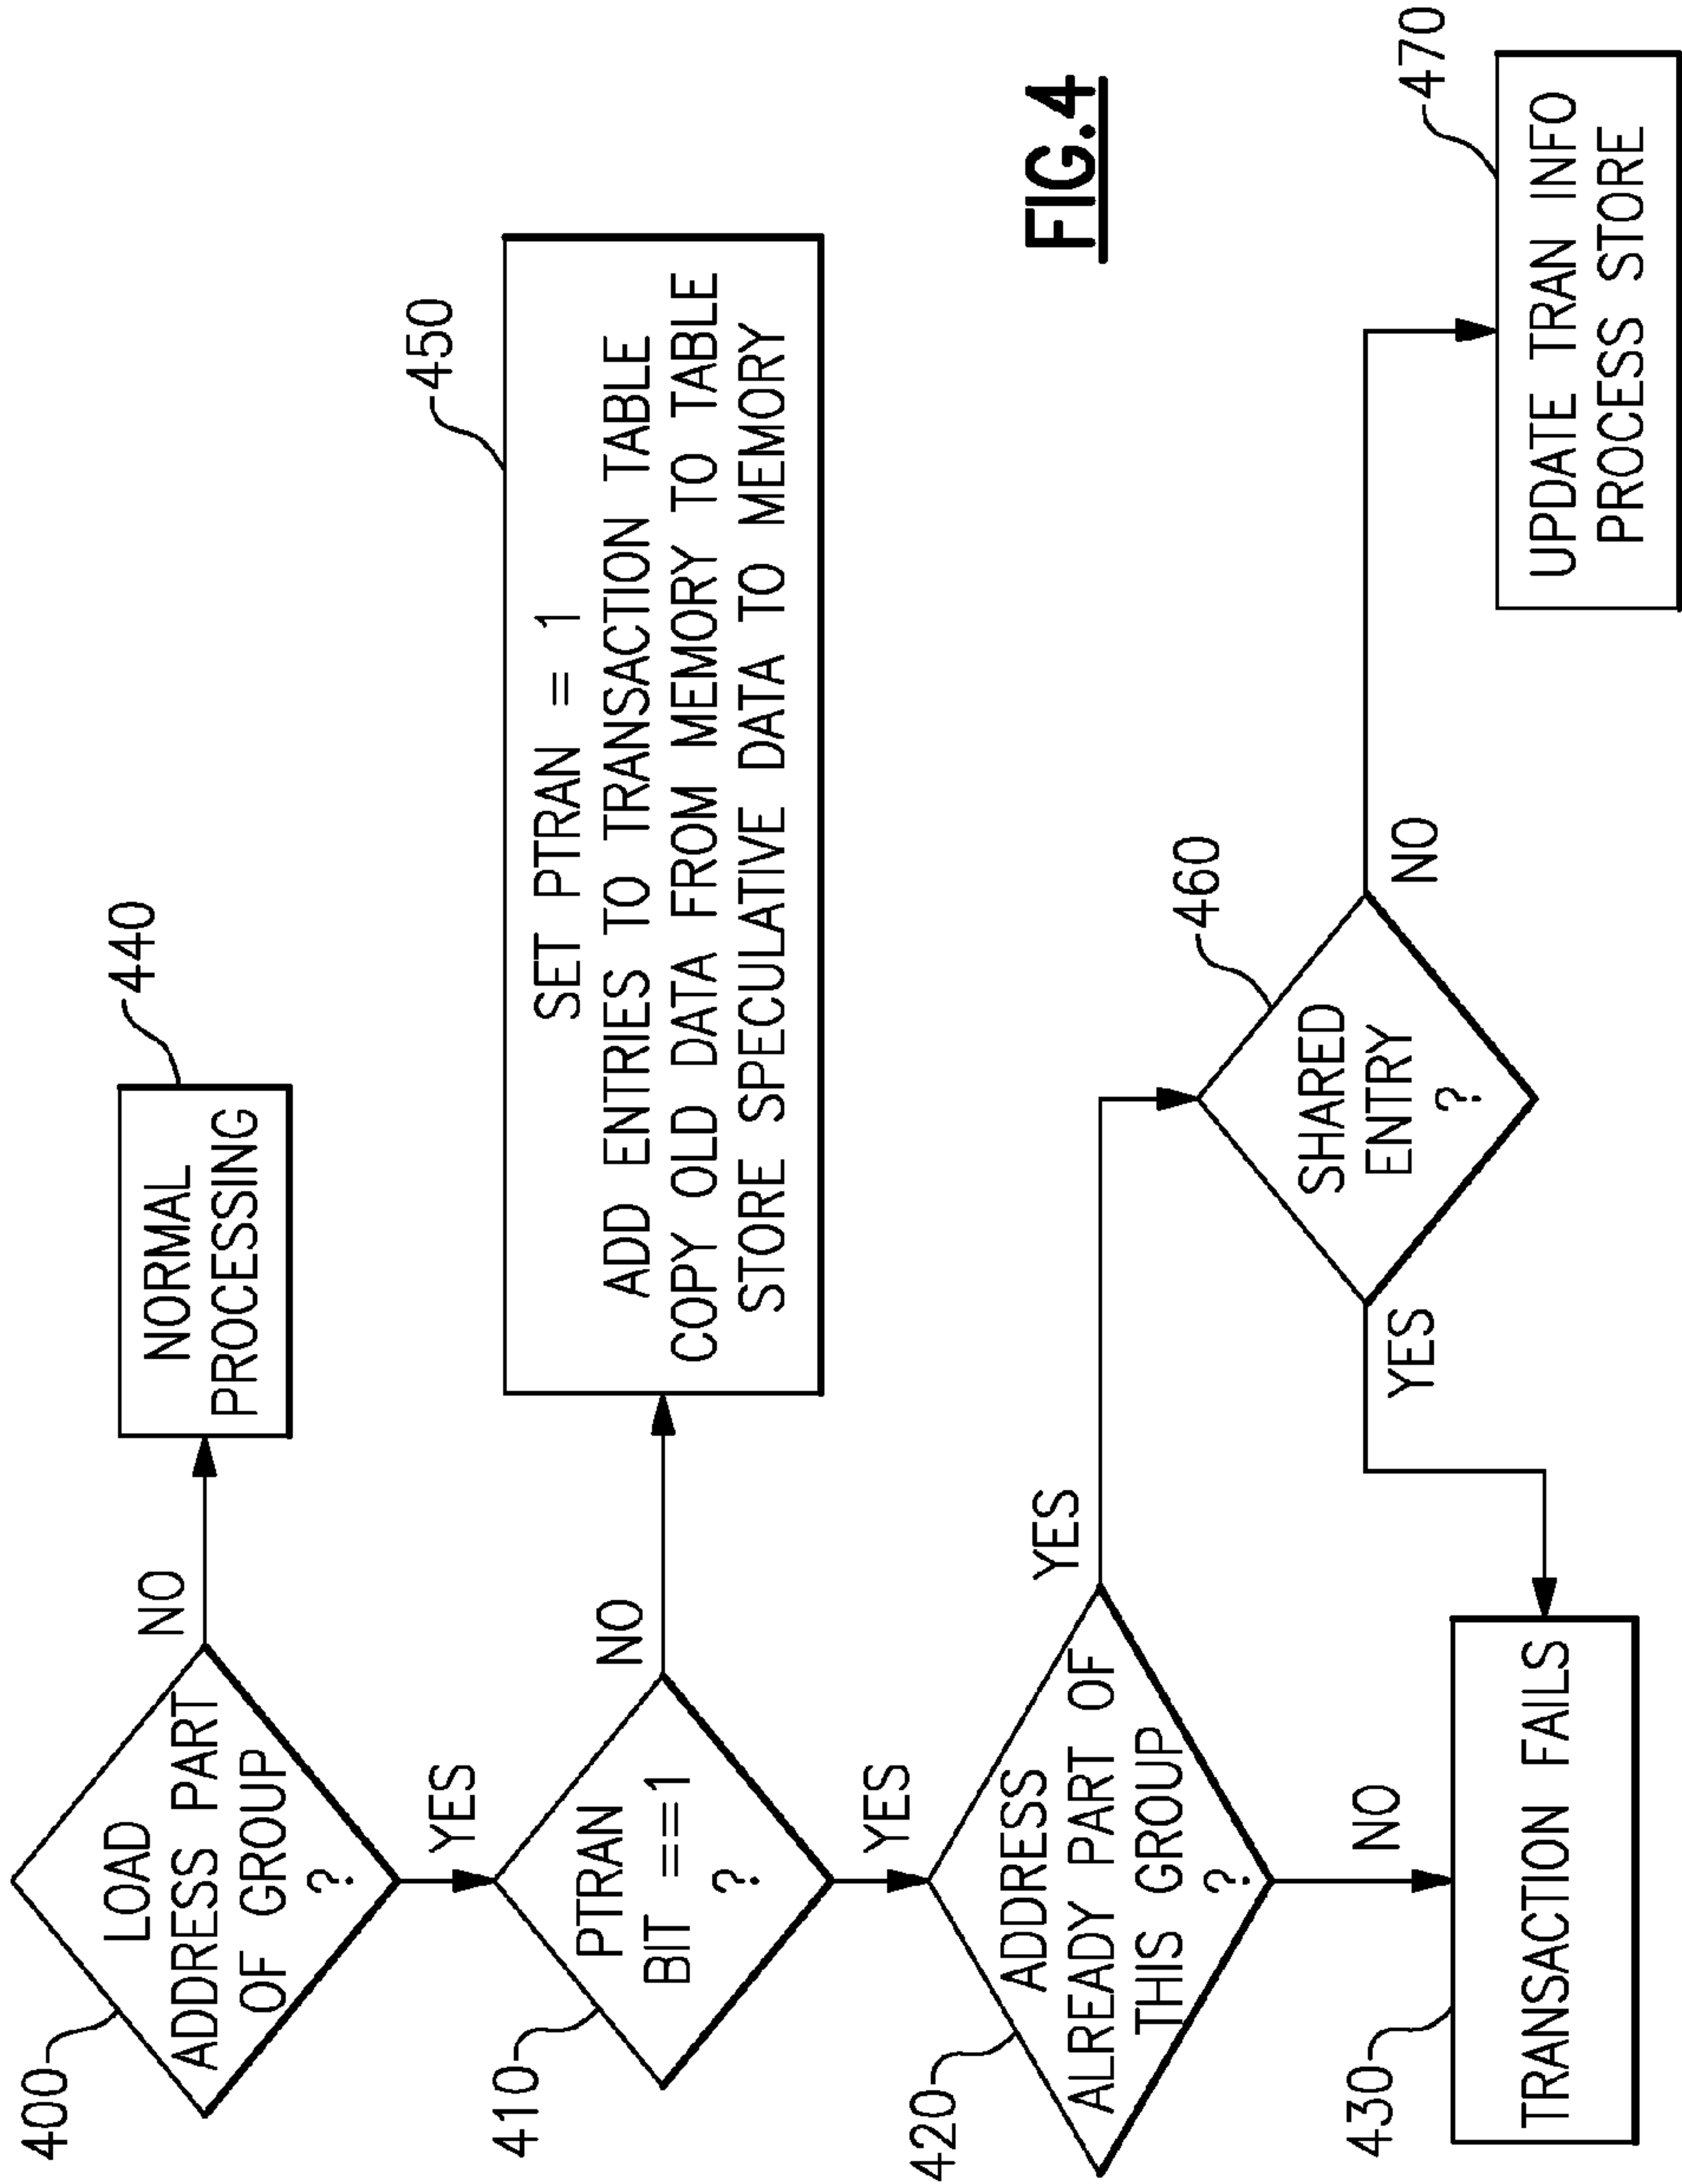 400
LOAD
ADDRESS PART
OF GROUP
?
NO
NORMAL
PROCESSING
440
YES
410
PTRAN
BIT ==1
?
NO
450
SET PTRAN = 1
ADD ENTRIES TO TRANSACTION TABLE
COPY OLD DATA FROM MEMORY TO TABLE
STORE SPECULATIVE DATA TO MEMORY
YES
420
ADDRESS
ALREADY PART OF
THIS GROUP
?
YES
460
SHARED
ENTRY
?
NO
YES
NO
430
TRANSACTION FAILS
470
UPDATE TRAN INFO
PROCESS STORE
FIG.4